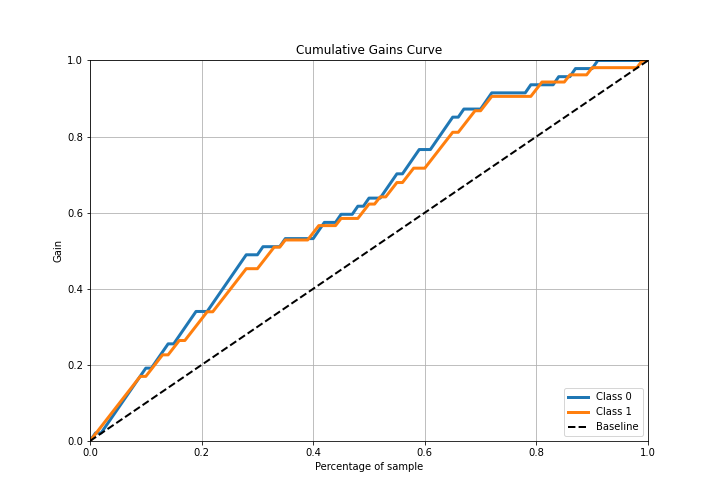 Cumulative Gains Curve
1.0
0.8
0.6
0.4
0.2
0.0
Gain
0.0 0.2 0.4 0.6 0.8 1.0
Percentage of sample
Class 0
Class 1
Baseline